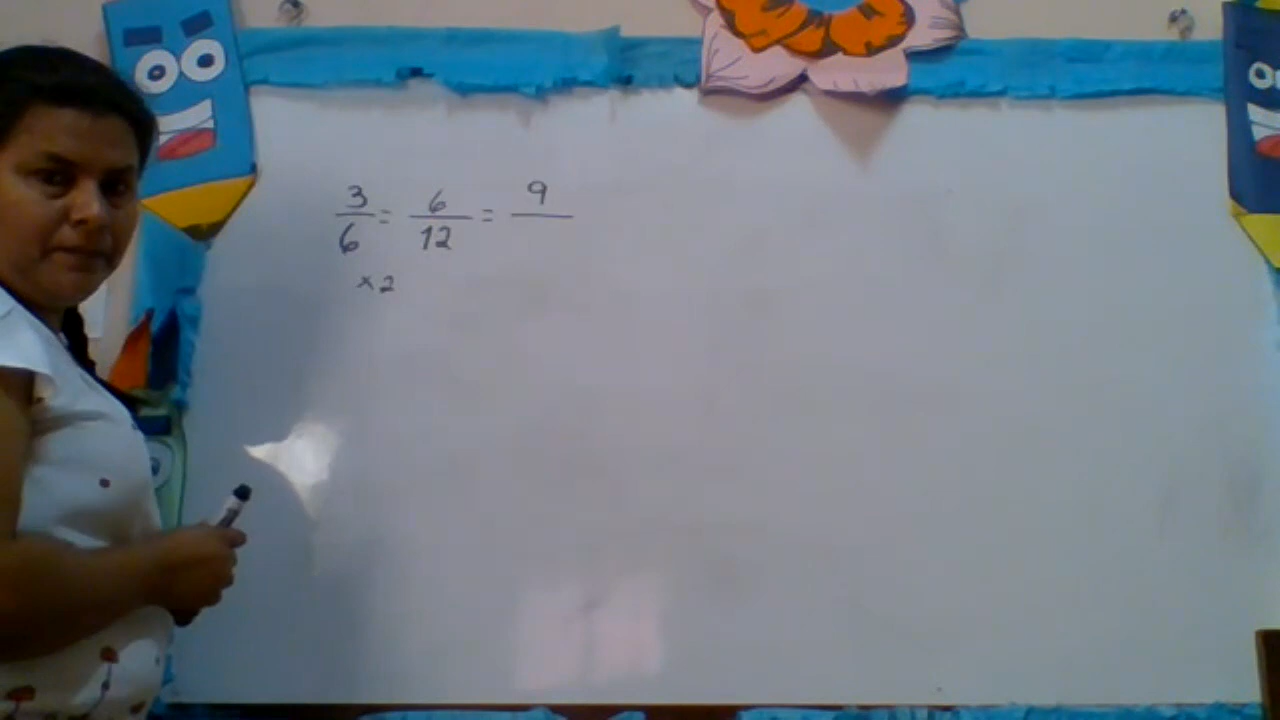 3/6 = 6/12 = 9/
×2